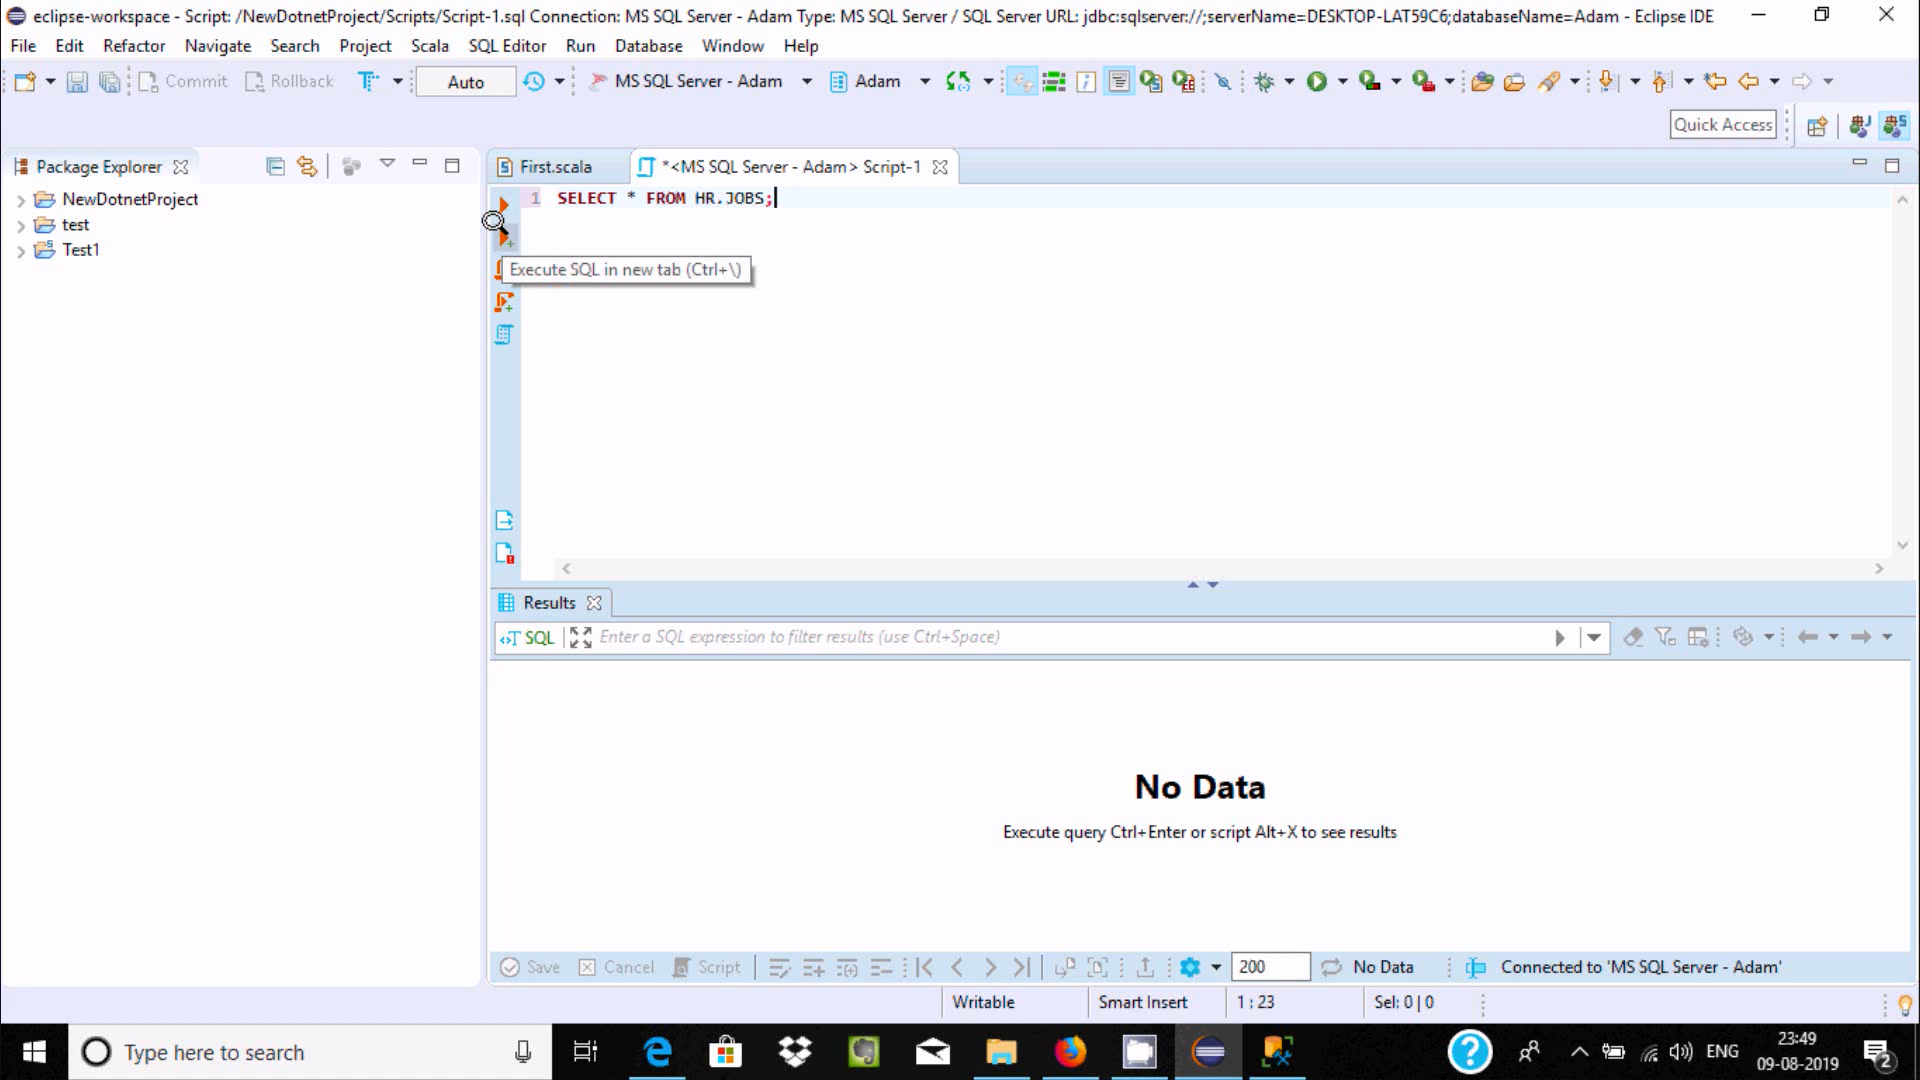 eclipse-workspace - Script: /NewDotnetProject/Scripts/Script-1.sql Connection: MS SQL Server - Adam Type: MS SQL Server / SQL Server URL: jdbc:sqlserver://;serverName=DESKTOP-LAT59C6;databaseName=Adam - Eclipse IDE
File Edit Refactor Navigate Search Project Scala SQL Editor Run Database Window Help
Commit Rollback Auto MS SQL Server - Adam Adam
Quick Access
Package Explorer
First.scala *<MS SQL Server - Adam> Script-1
NewDotnetProject
test
Test1
1 SELECT * FROM HR.JOBS;
Execute SQL in new tab (Ctrl+\)
Results
SQL Enter a SQL expression to filter results (use Ctrl+Space)
No Data
Execute query Ctrl+Enter or script Alt+X to see results
Save Cancel Script 200 No Data Connected to 'MS SQL Server - Adam'
Writable Smart Insert 1 : 23 Sel: 0 | 0
Type here to search ENG 23:49
09-08-2019 2